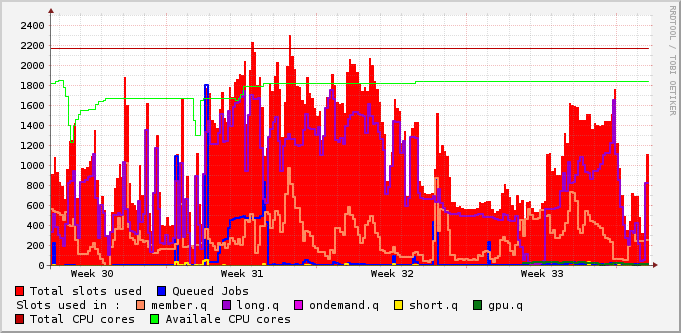 2400
2200
2000
1800
1600
1400
1200
1000
800
600
400
200
0
Week 30 Week 31 Week 32 Week 33
RRDTOOL / TOBI OETIKER
Total slots used Queued Jobs
Slots used in : member.q long.q ondemand.q short.q gpu.q
Total CPU cores Availale CPU cores